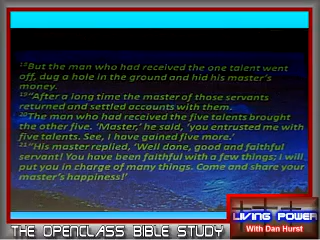 18"But the man who had received the one talent went
off, dug a hole in the ground and hid his master's
money.
19"After a long time the master of those servants
returned and settled accounts with them.
20The man who had received the five talents brought
the other five. 'Master,' he said, 'you entrusted me with
five talents. See, I have gained five more.'
21"His master replied, 'Well done, good and faithful
servant! You have been faithful with a few things; I will
put you in charge of many things. Come and share your
master's happiness!'
LIVING POWER
With Dan Hurst
THE OPENCLASS BIBLE STUDY